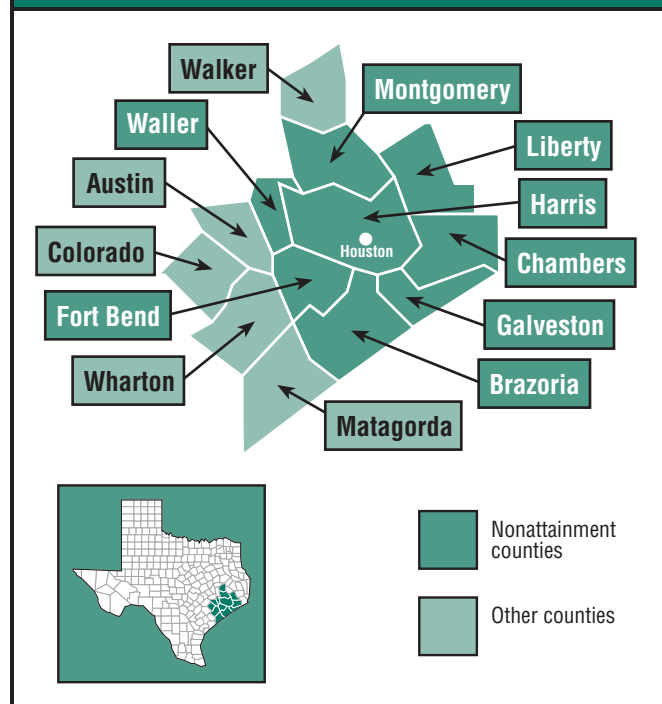 Walker
Montgomery
Waller
Liberty
Austin
Harris
Houston
Colorado
Chambers
Fort Bend
Galveston
Wharton
Brazoria
Matagorda
Nonattainment
counties
Other counties